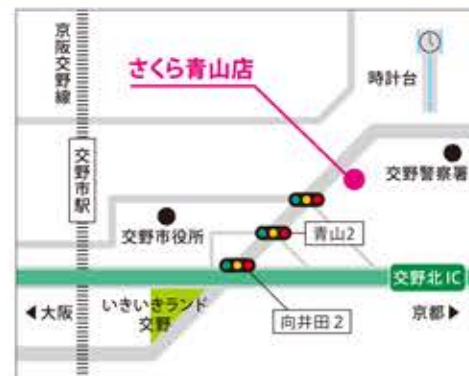 京阪交野線
さくら青山店
時計台
交野市駅
交野警察署
交野市役所
青山2
交野北IC
◀大阪
いきいきランド
交野
向井田2
京都▶